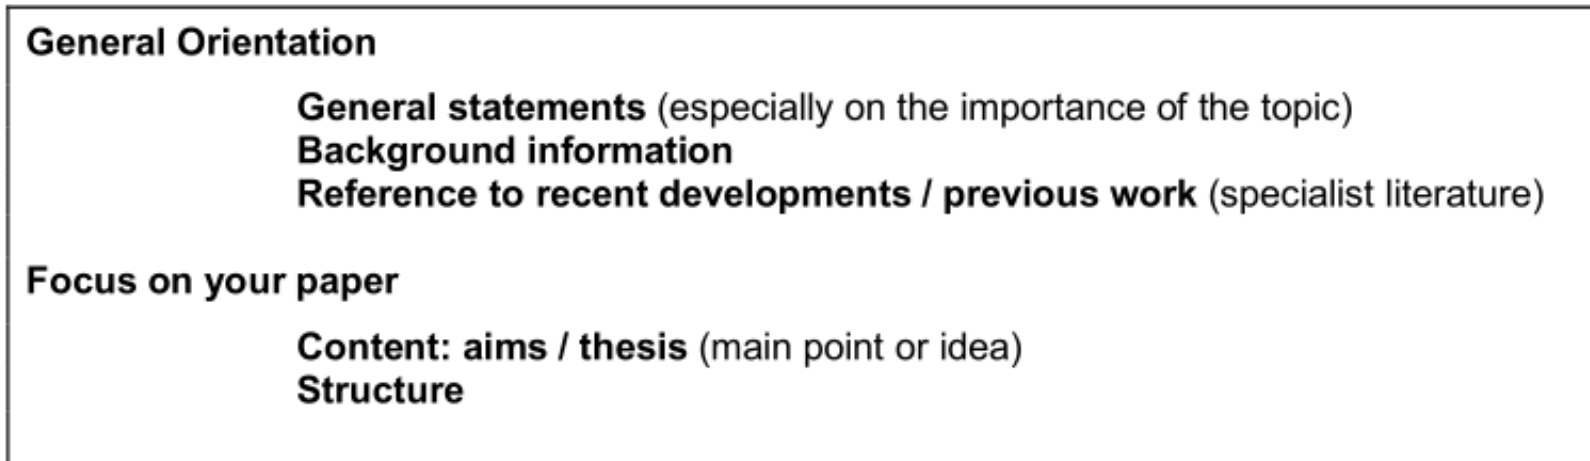 General Orientation
General statements (especially on the importance of the topic)
Background information
Reference to recent developments / previous work (specialist literature)
Focus on your paper
Content: aims / thesis (main point or idea)
Structure